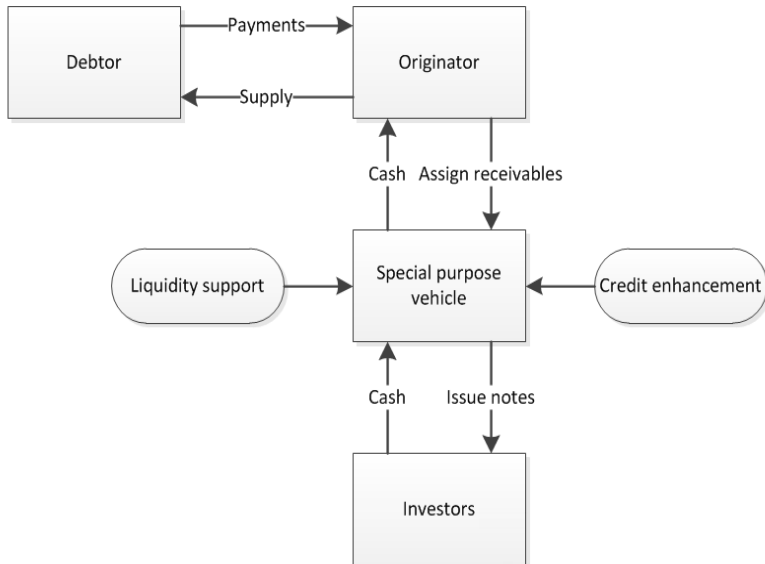 Payments
Debtor
Originator
Supply
Cash
Assign receivables
Liquidity support
Special purpose
vehicle
Credit enhancement
Cash
Issue notes
Investors